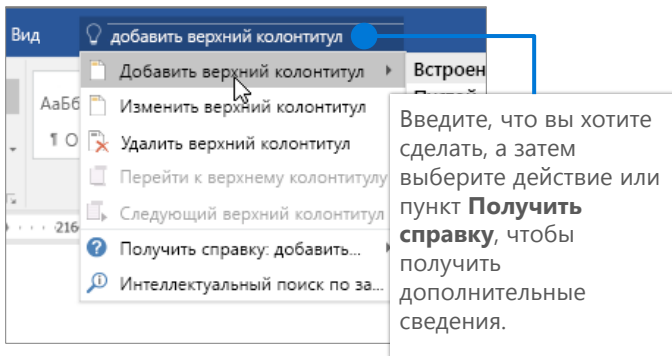 Вид
добавить верхний колонтитул
Добавить верхний колонтитул
Встроен
АаБб
Изменить верхний колонтитул
¶ О
Удалить верхний колонтитул
Перейти к верхнему колонтитулу
216
Следующий верхний колонтитул
Получить справку: добавить...
Интеллектуальный поиск по за...
Введите, что вы хотите
сделать, а затем
выберите действие или
пункт Получить
справку, чтобы
получить
дополнительные
сведения.